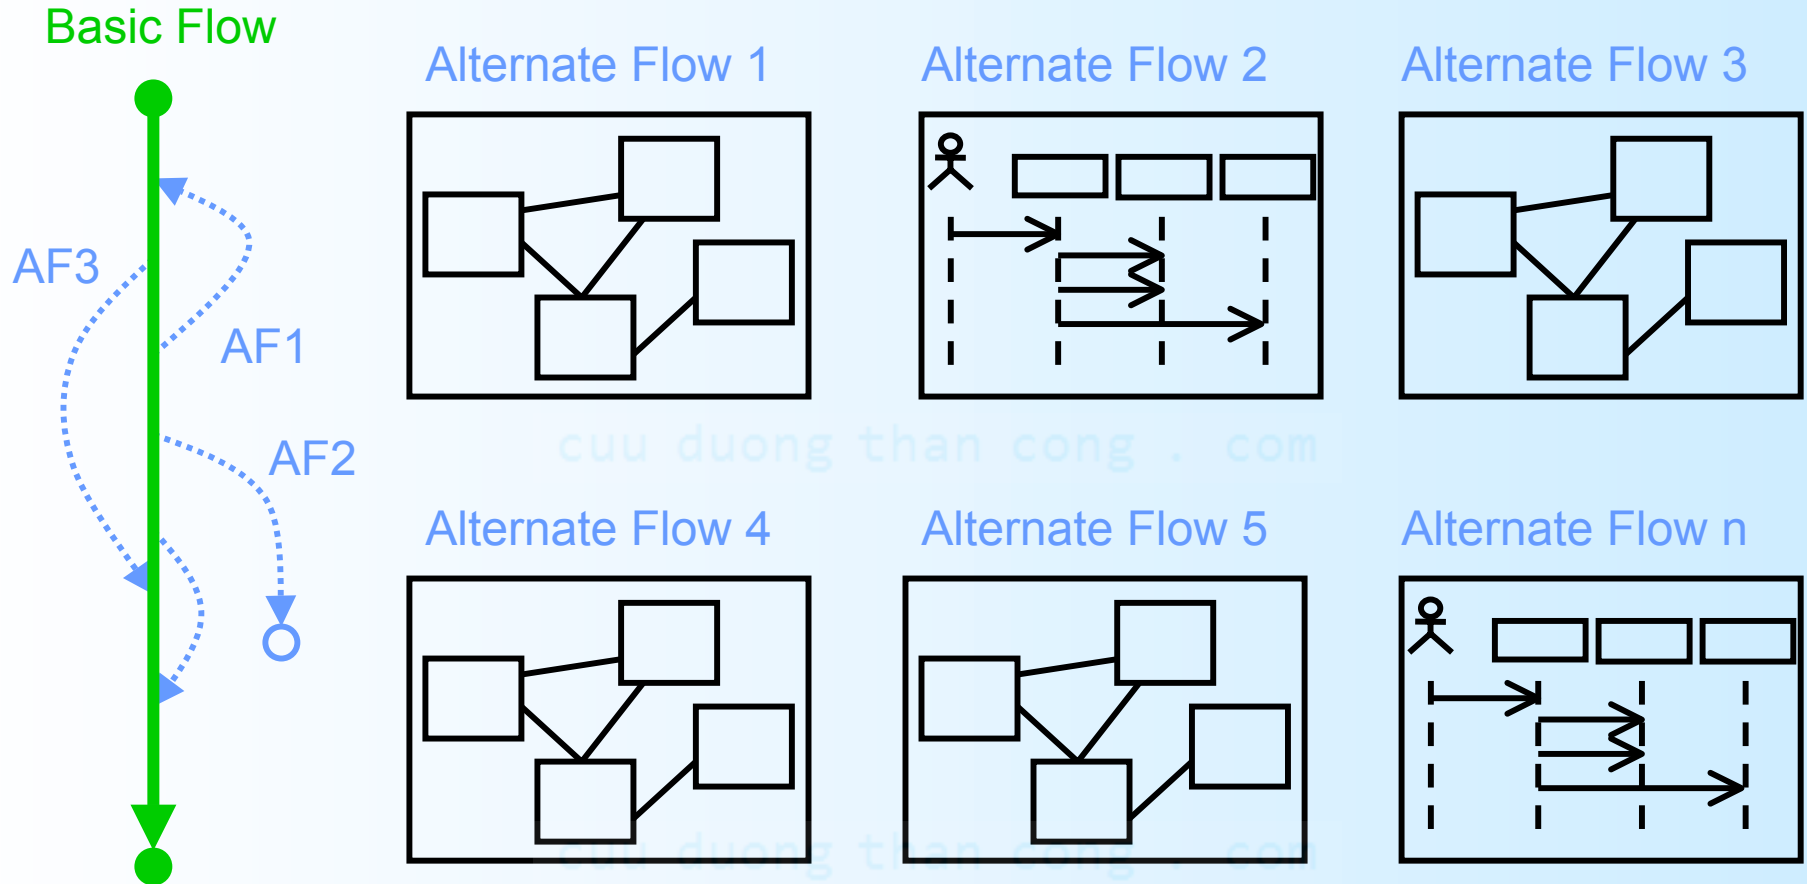 Basic Flow
Alternate Flow 1
Alternate Flow 2
Alternate Flow 3
AF3
AF1
AF2
cuu duong than cong . com
Alternate Flow 4
Alternate Flow 5
Alternate Flow n
cuu duong than cong . com